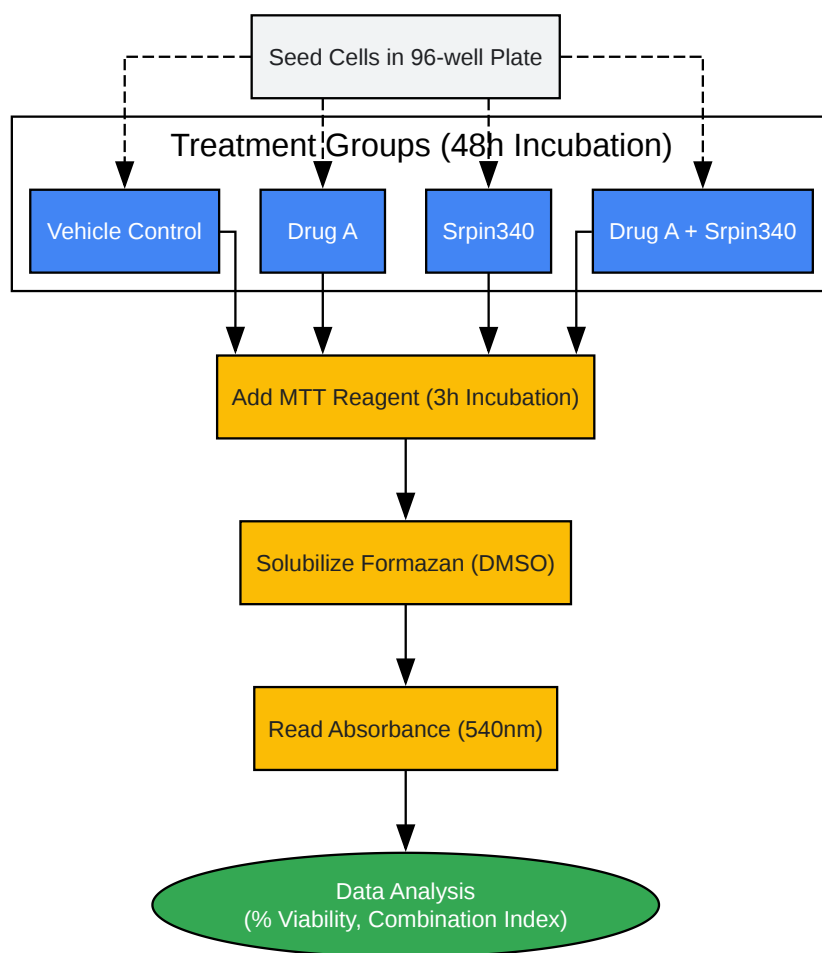 Seed Cells in 96-well Plate
Treatment Groups (48h Incubation)
Vehicle Control
Drug A
Srpin340
Drug A + Srpin340
Add MTT Reagent (3h Incubation)
Solubilize Formazan (DMSO)
Read Absorbance (540nm)
Data Analysis
(% Viability, Combination Index)